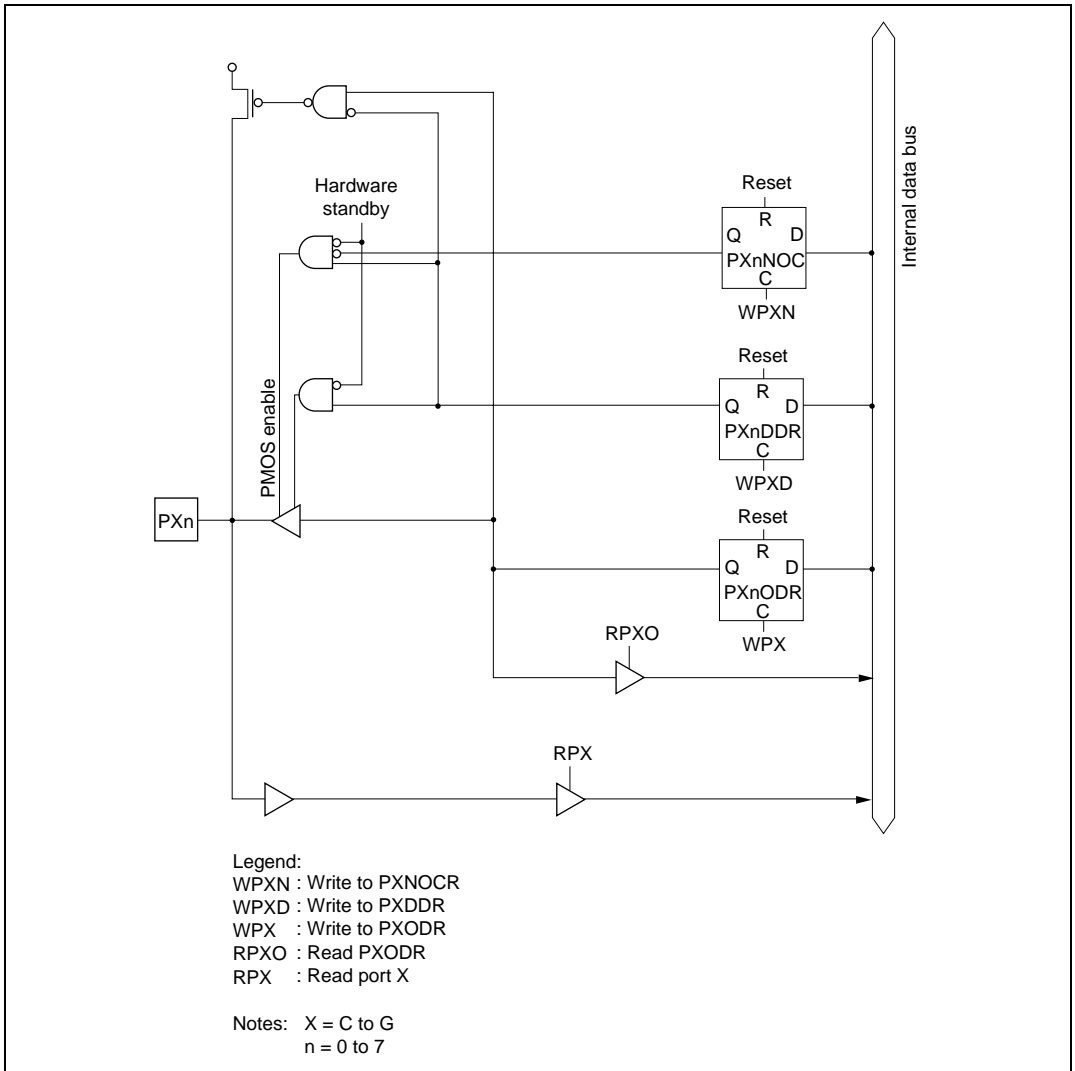 Hardware
standby
Internal data bus
Reset
R
Q D
PXnNOC
C
WPXN
PMOS enable
Reset
R
Q D
PXnDDR
C
WPXD
PXn
Reset
R
Q D
PXnODR
C
WPX
RPXO
RPX
Legend:
WPXN : Write to PXNOCR
WPXD : Write to PXDDR
WPX : Write to PXODR
RPXO : Read PXODR
RPX : Read port X
Notes: X = C to G
n = 0 to 7